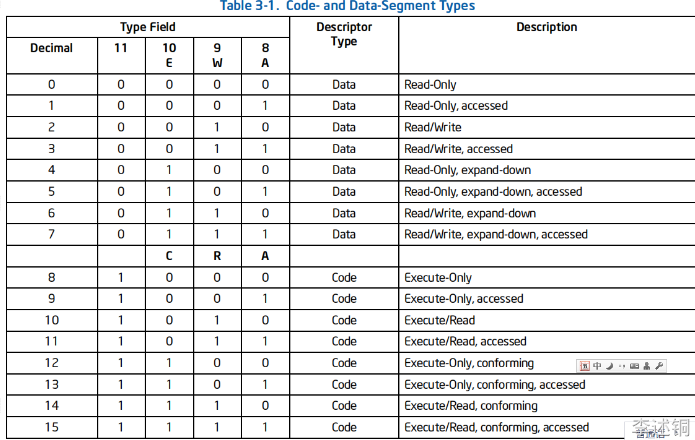 Table 3-1. Code- and Data-Segment Types
Type Field Descriptor Type Description
Decimal 11 10 E 9 W 8 A
0 0 0 0 0 Data Read-Only
1 0 0 0 1 Data Read-Only, accessed
2 0 0 1 0 Data Read/Write
3 0 0 1 1 Data Read/Write, accessed
4 0 1 0 0 Data Read-Only, expand-down
5 0 1 0 1 Data Read-Only, expand-down, accessed
6 0 1 1 0 Data Read/Write, expand-down
7 0 1 1 1 Data Read/Write, expand-down, accessed
C R A
8 1 0 0 0 Code Execute-Only
9 1 0 0 1 Code Execute-Only, accessed
10 1 0 1 0 Code Execute/Read
11 1 0 1 1 Code Execute/Read, accessed
12 1 1 0 0 Code Execute-Only, conforming
中
13 1 1 0 1 Code Execute-Only, conforming, accessed
14 1 1 1 0 Code Execute/Read, conforming
15 1 1 1 1 Code Execute/Read, conforming, accessed
李述铜